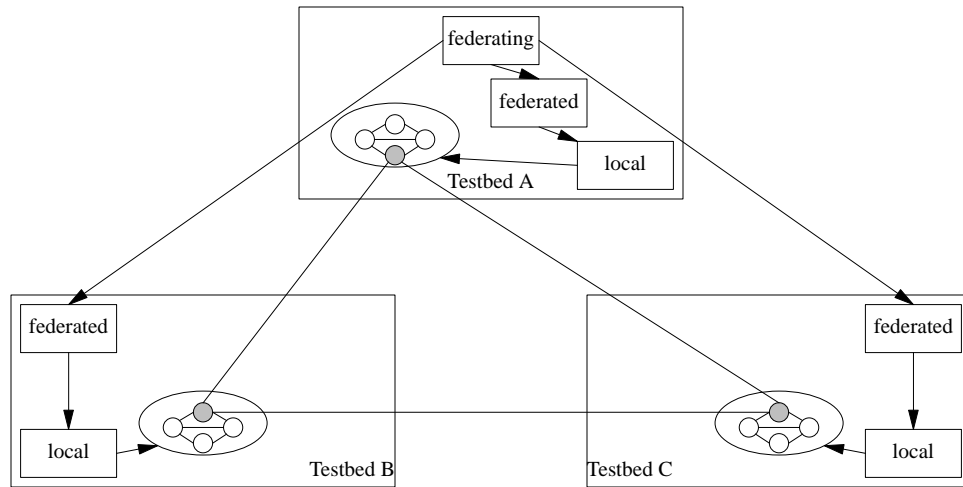 federating
federated
local
Testbed A
federated
local
Testbed B
federated
local
Testbed C